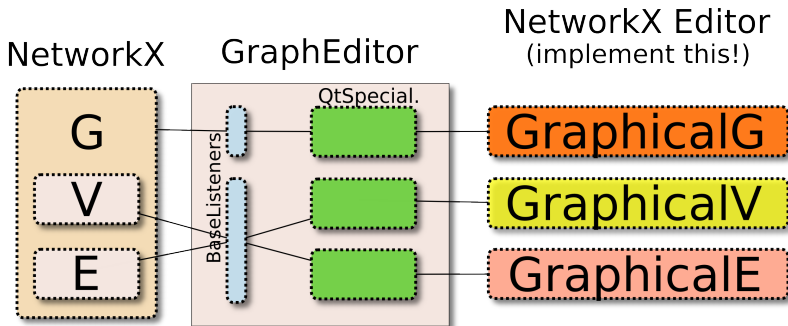 NetworkX
GraphEditor
NetworkX Editor
(implement this!)
QtSpecial.
BaseListeners
G
V
E
GraphicalG
GraphicalV
GraphicalE